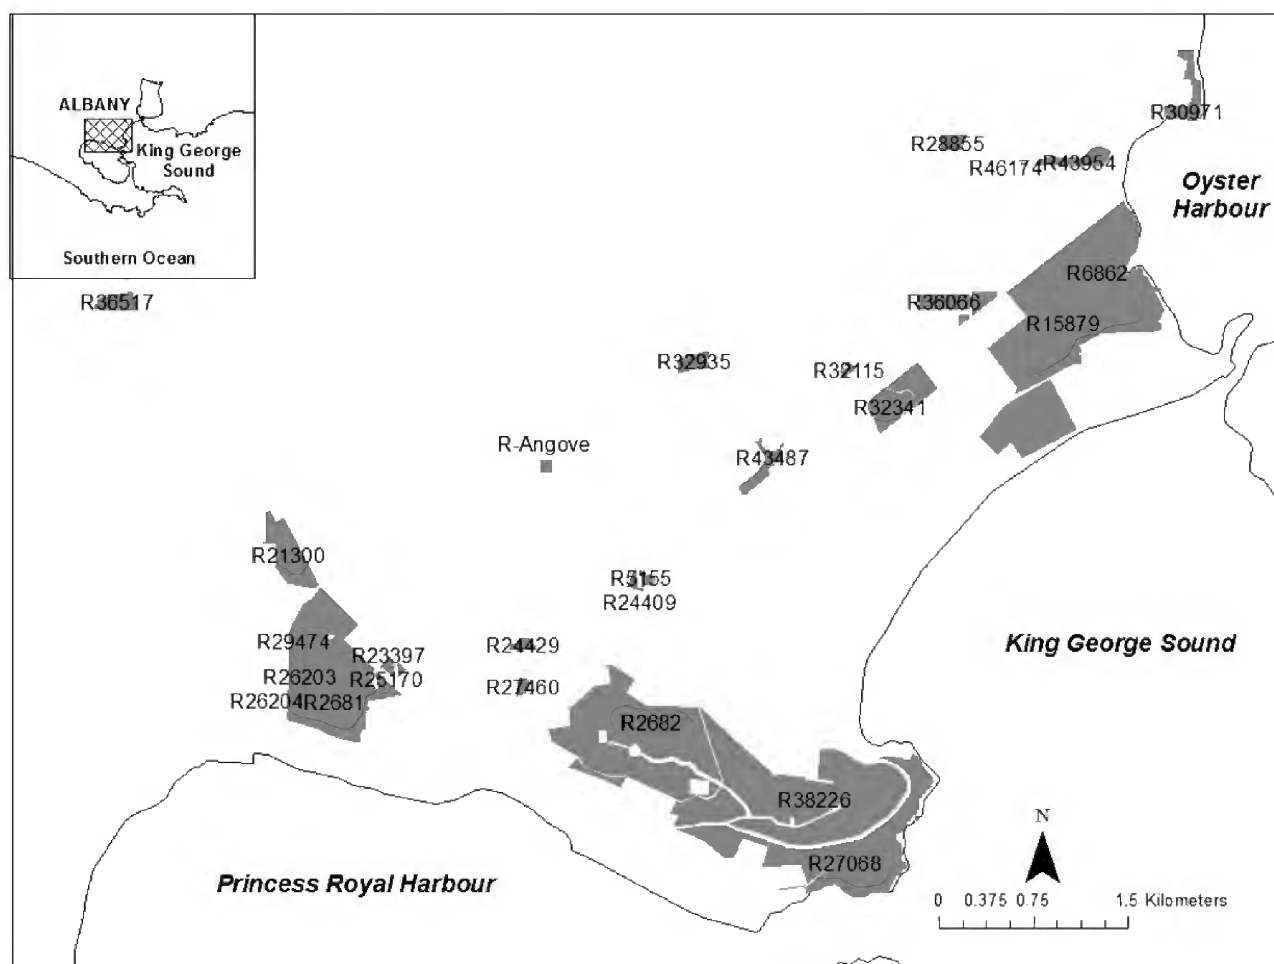 ALBANY
King George
Sound
Southern Ocean
R30971
R28855
R46174
R43954
Oyster
Harbour
R6862
R36517
R36066
R15879
R32935
R32115
R32341
R-Angove
R43487
R21300
R5155
R24409
R29474
R24429
King George Sound
R23397
R26203
R25170
R27460
R26204
R2681
R2682
R38226
N
R27068
Princess Royal Harbour
0 0.375 0.75 1.5 Kilometers